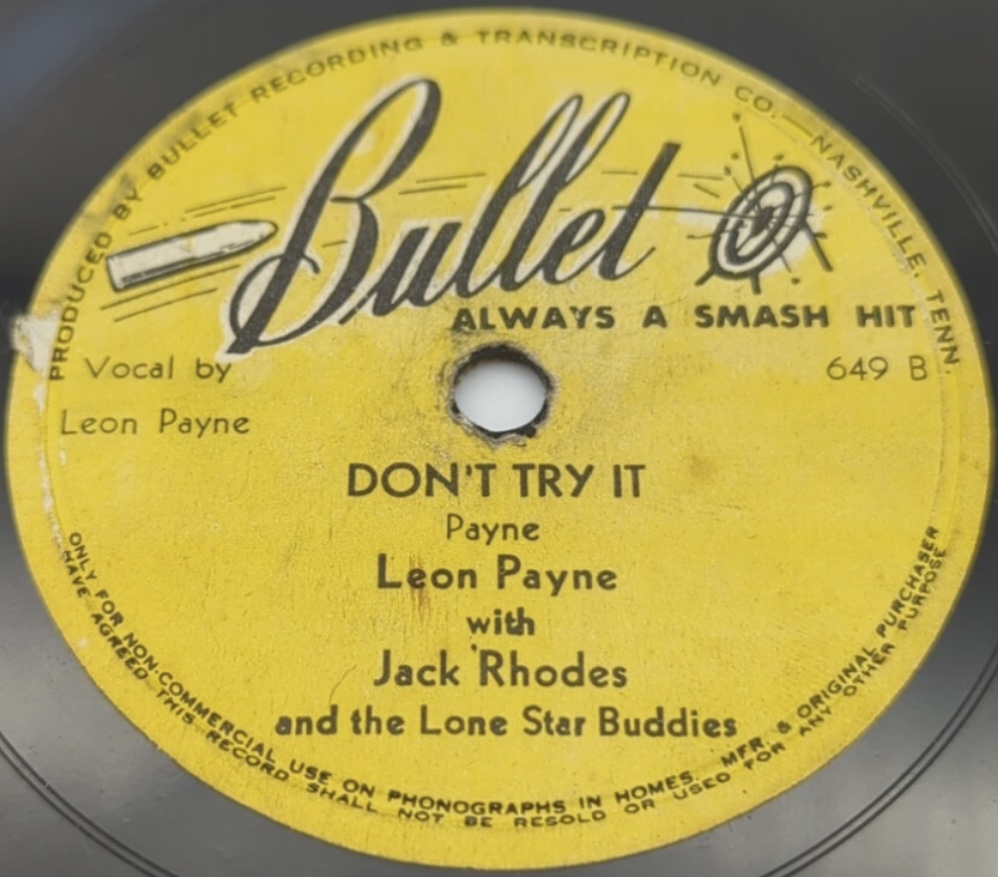 PRODUCED BY BULLET RECORDING & TRANSCRIPTION CO.—NASHVILLE, TENN.
Bullet
ALWAYS A SMASH HIT
Vocal by
Leon Payne
649 B
DON'T TRY IT
Payne
Leon Payne
with
Jack Rhodes
and the Lone Star Buddies
ONLY FOR NON-COMMERCIAL USE ON PHONOGRAPHS IN HOMES. MFR. & ORIGINAL PURCHASER
HAVE AGREED THIS RECORD SHALL NOT BE RESOLD OR USED FOR ANY OTHER PURPOSE